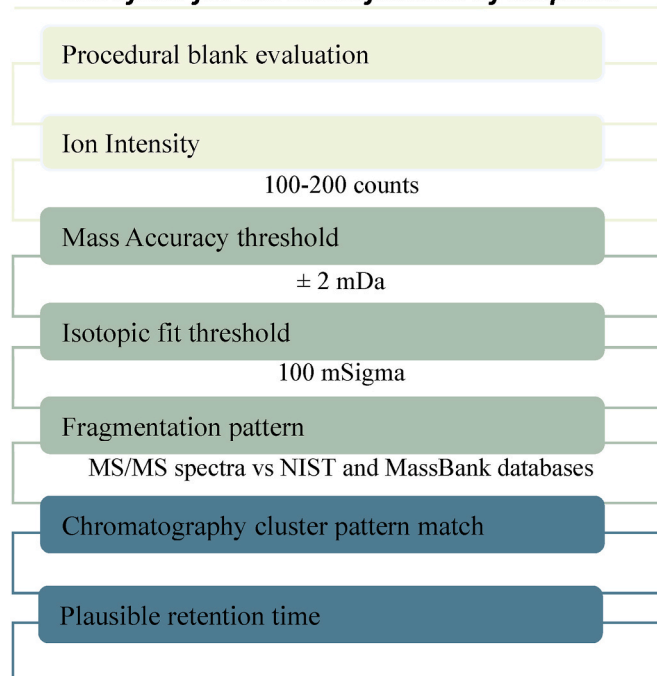 Procedural blank evaluation
Ion Intensity
100-200 counts
Mass Accuracy threshold
± 2 mDa
Isotopic fit threshold
100 mSigma
Fragmentation pattern
MS/MS spectra vs NIST and MassBank databases
Chromatography cluster pattern match
Plausible retention time